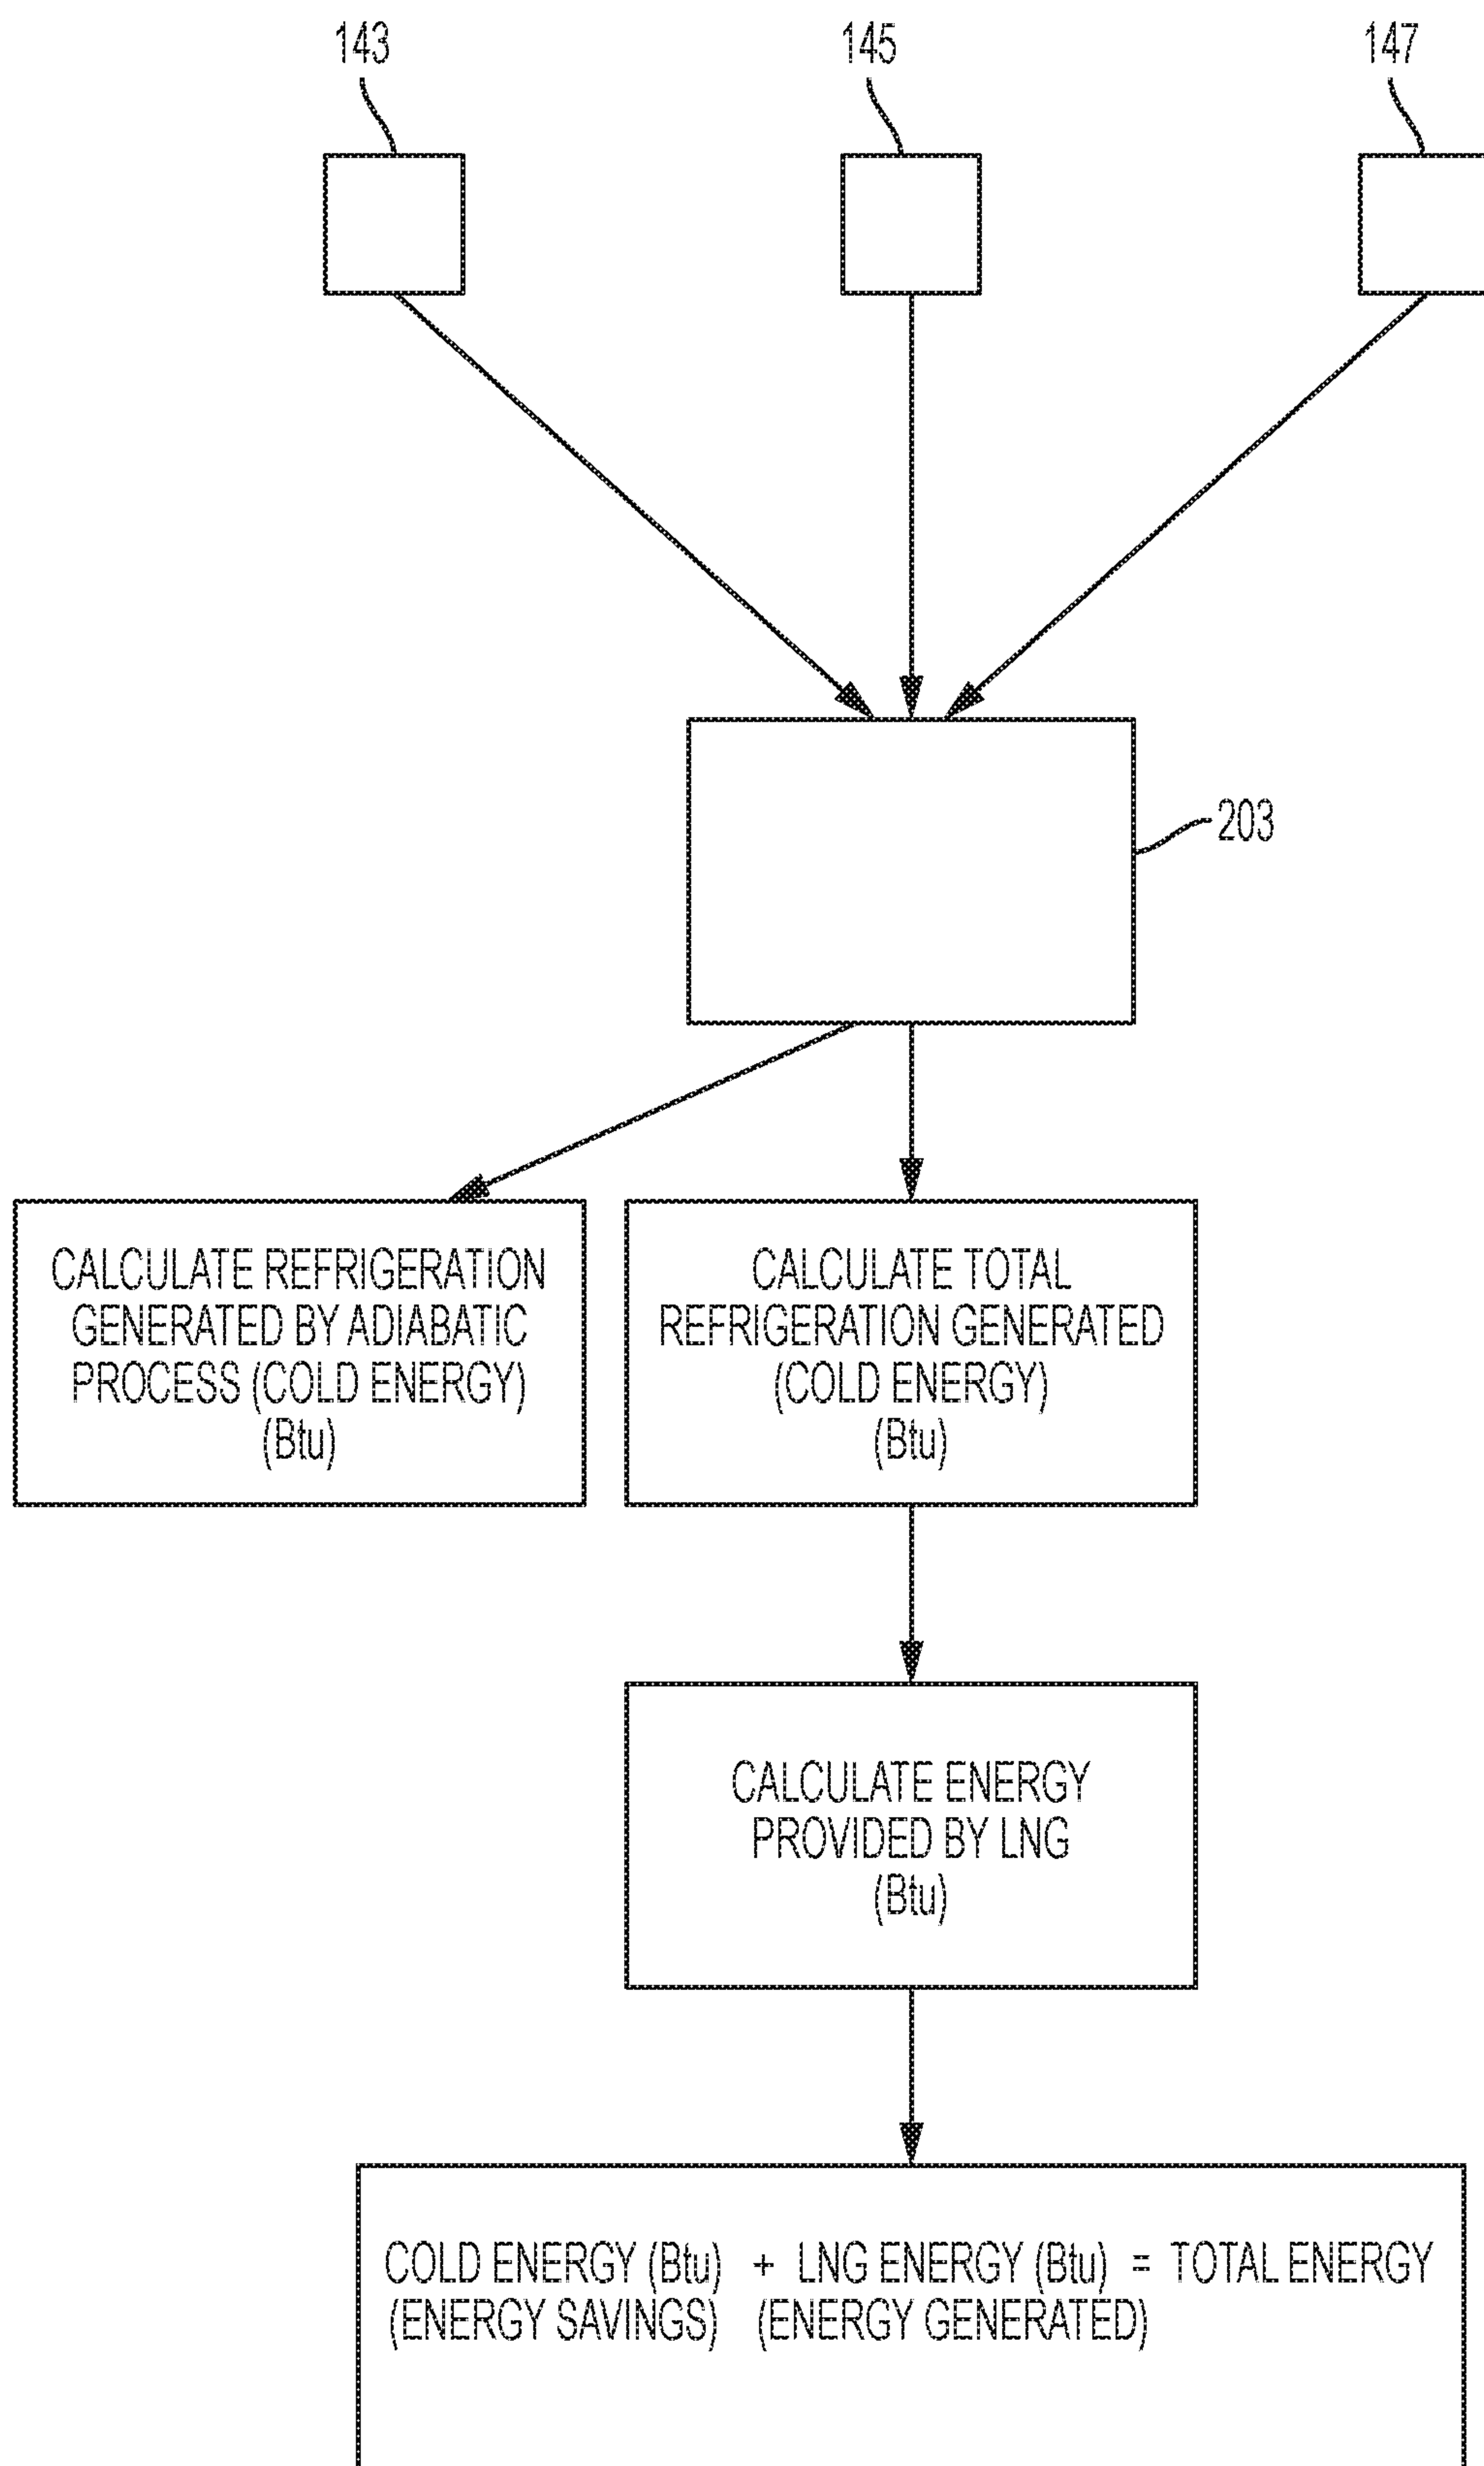 143
145
147
203
CALCULATE REFRIGERATION
GENERATED BY ADIABATIC
PROCESS (COLD ENERGY)
(Btu)
CALCULATE TOTAL
REFRIGERATION GENERATED
(COLD ENERGY)
(Btu)
CALCULATE ENERGY
PROVIDED BY LNG
(Btu)
COLD ENERGY (Btu) + LNG ENERGY (Btu) = TOTAL ENERGY
(ENERGY SAVINGS) (ENERGY GENERATED)